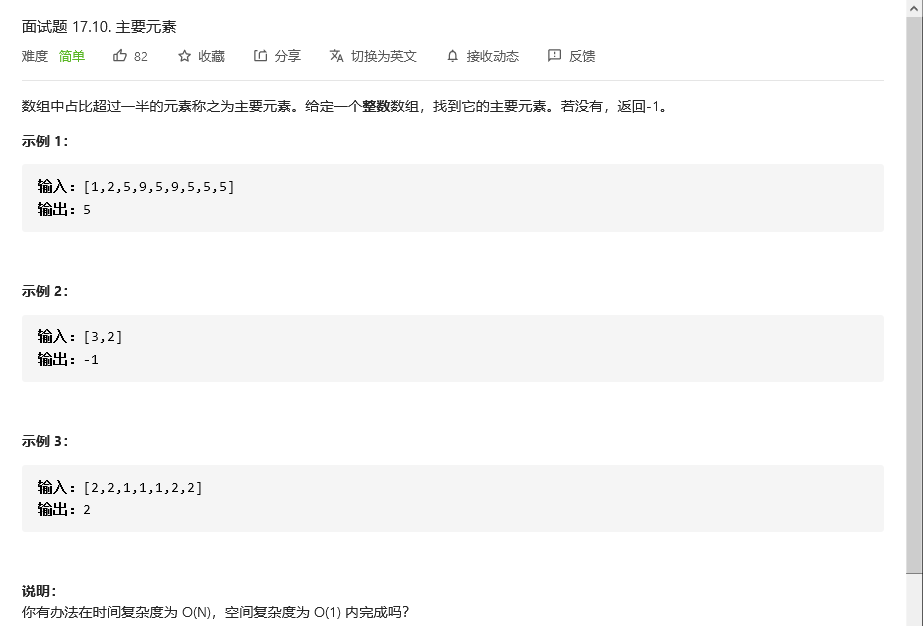 面试题 17.10. 主要元素
难度 简单 82 收藏 分享 切换为英文 接收动态 反馈
数组中占比超过一半的元素称之为主要元素。给定一个整数数组，找到它的主要元素。若没有，返回-1。
示例 1：
输入：[1,2,5,9,5,9,5,5,5]
输出：5
示例 2：
输入：[3,2]
输出：-1
示例 3：
输入：[2,2,1,1,1,2,2]
输出：2
说明：
你有办法在时间复杂度为 O(N)，空间复杂度为 O(1) 内完成吗？